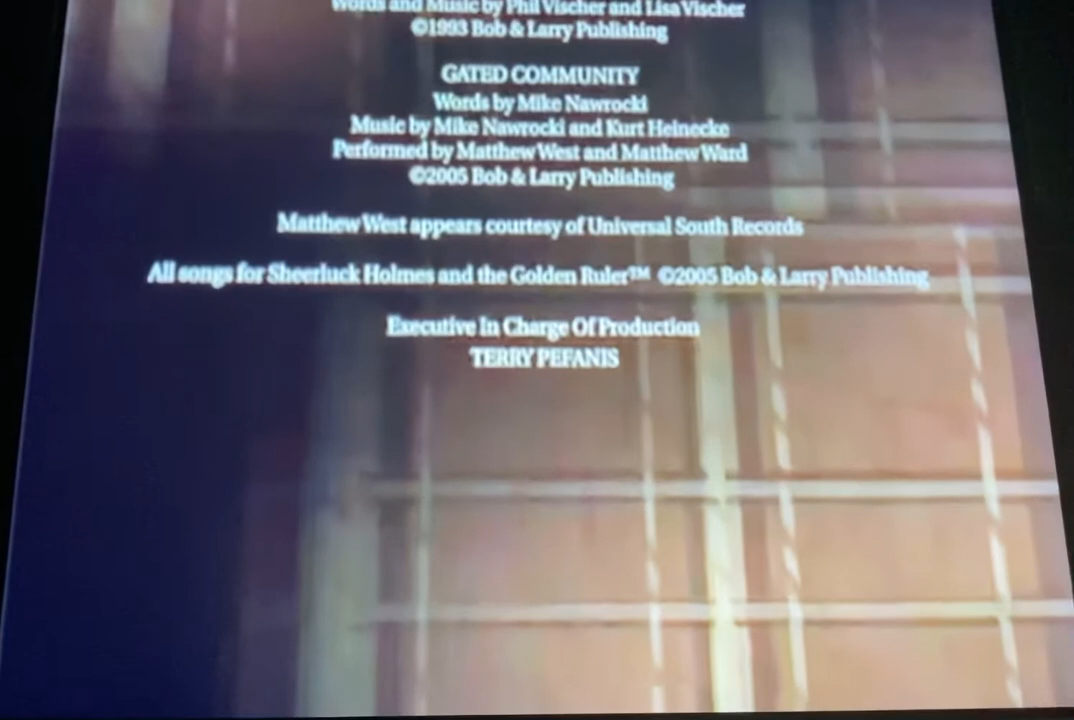 Words and Music by Phil Vischer and Lisa Vischer
©1993 Bob & Larry Publishing
GATED COMMUNITY
Words by Mike Nawrocki
Music by Mike Nawrocki and Kurt Heinecke
Performed by Matthew West and Matthew Ward
©2005 Bob & Larry Publishing
Matthew West appears courtesy of Universal South Records
All songs for Sheerluck Holmes and the Golden Ruler™ ©2005 Bob & Larry Publishing
Executive In Charge Of Production
TERRY PEFANIS